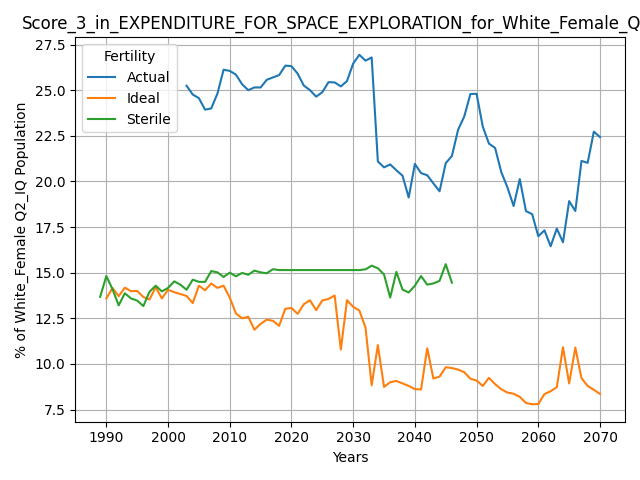 Score_3_in_EXPENDITURE_FOR_SPACE_EXPLORATION_for_White_Female_Q
Fertility
Actual
Ideal
Sterile
% of White_Female Q2_IQ Population
27.5
25.0
22.5
20.0
17.5
15.0
12.5
10.0
7.5
1990 2000 2010 2020 2030 2040 2050 2060 2070
Years